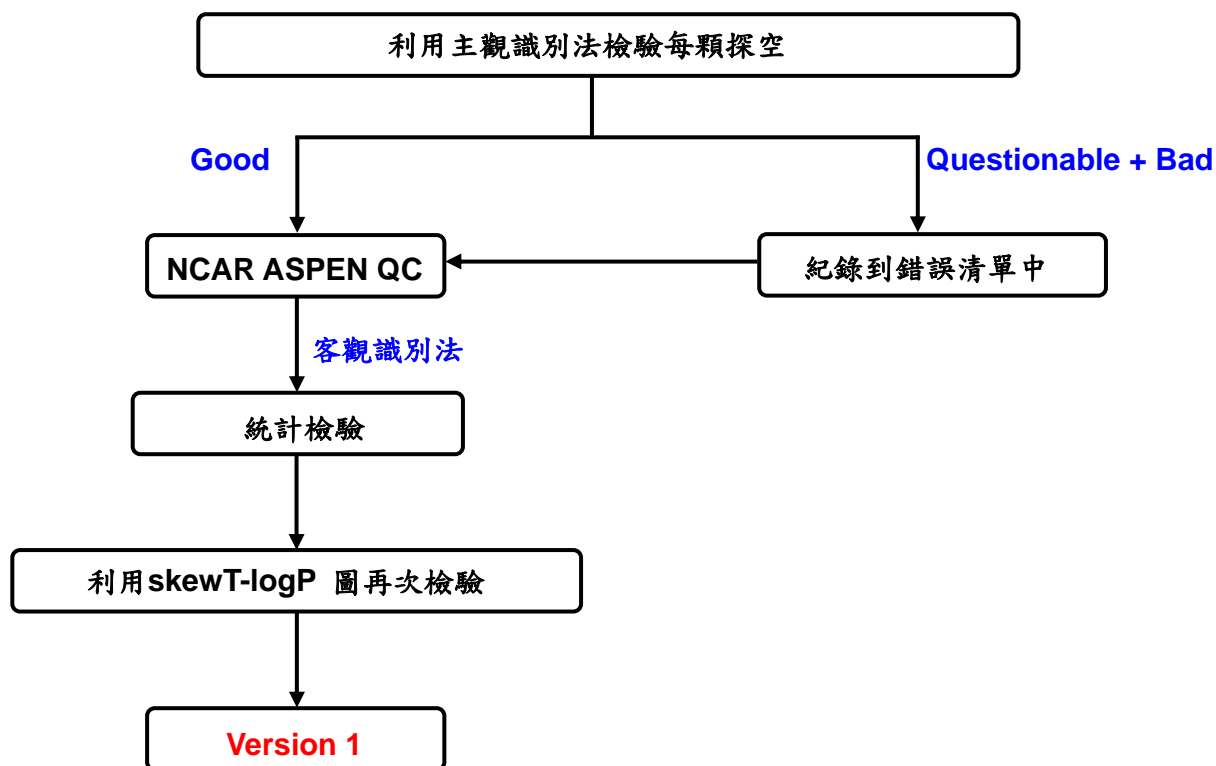 利用主觀識別法檢驗每顆探空
Good
Questionable + Bad
NCAR ASPEN QC
紀錄到錯誤清單中
客觀識別法
統計檢驗
利用skewT-logP 圖再次檢驗
Version 1